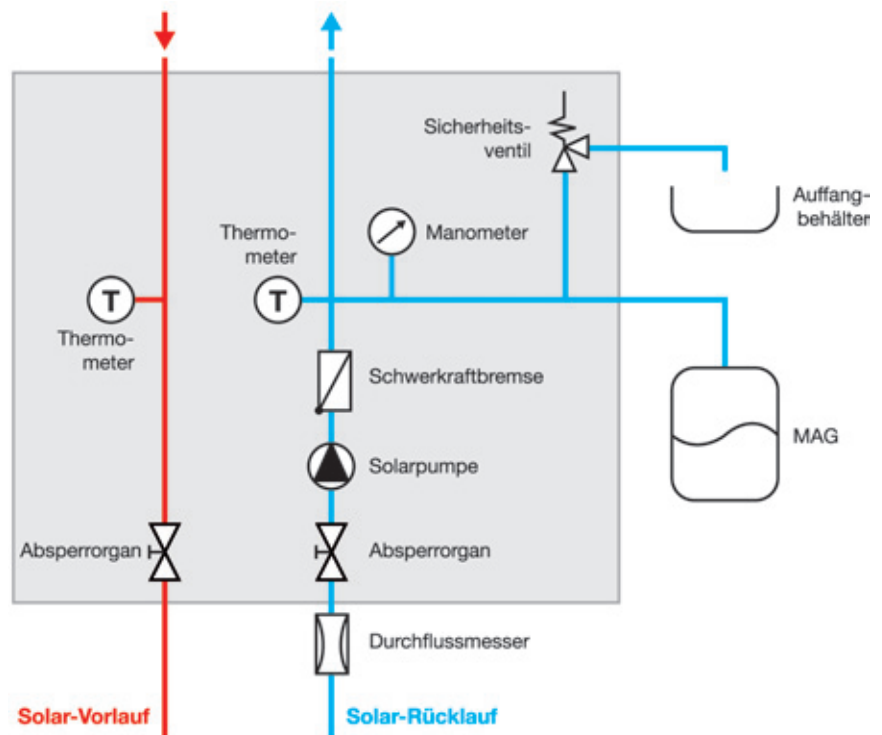 Sicherheits-
ventil
Auffang-
behälter
Thermo-
meter
Manometer
T
T
Thermo-
meter
Schwerkraftbremse
MAG
Solarpumpe
Absperrorgan
Absperrorgan
Durchflussmesser
Solar-Vorlauf
Solar-Rücklauf